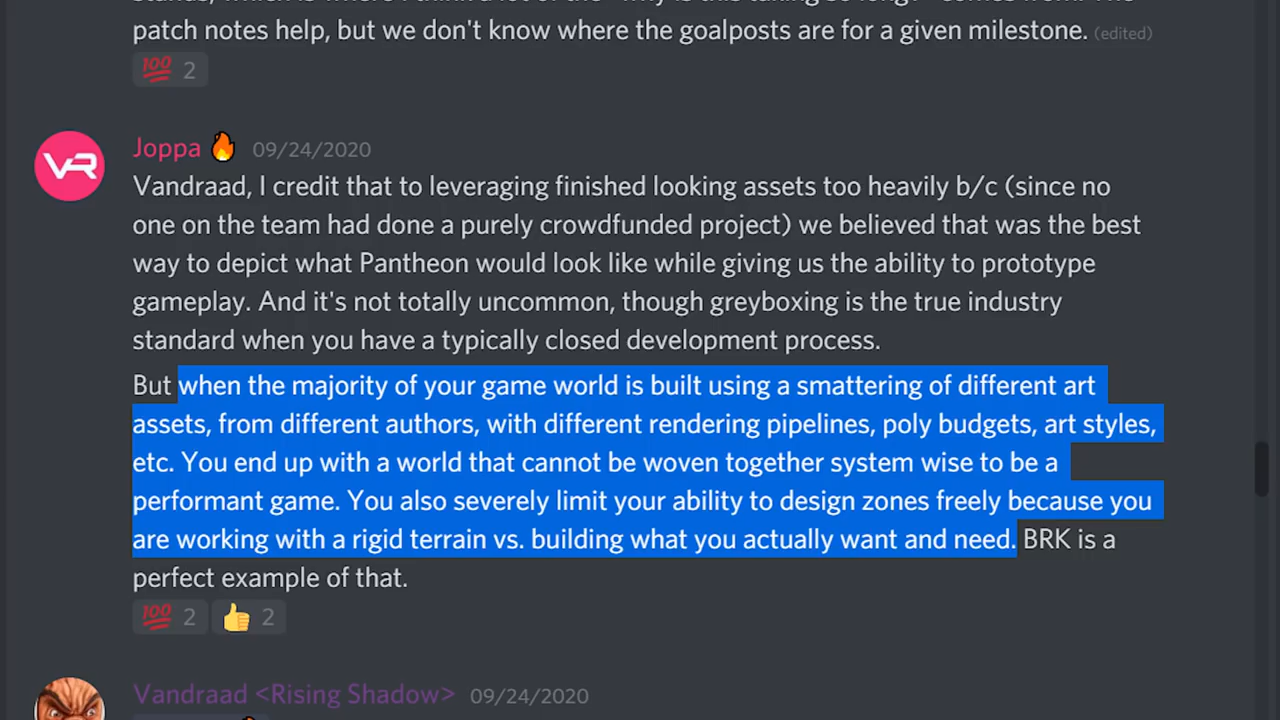 patch notes help, but we don't know where the goalposts are for a given milestone. (edited)
💯 2
VR
Joppa 🔥 09/24/2020
Vandraad, I credit that to leveraging finished looking assets too heavily b/c (since no
one on the team had done a purely crowdfunded project) we believed that was the best
way to depict what Pantheon would look like while giving us the ability to prototype
gameplay. And it's not totally uncommon, though greyboxing is the true industry
standard when you have a typically closed development process.
But when the majority of your game world is built using a smattering of different art
assets, from different authors, with different rendering pipelines, poly budgets, art styles,
etc. You end up with a world that cannot be woven together system wise to be a
performant game. You also severely limit your ability to design zones freely because you
are working with a rigid terrain vs. building what you actually want and need. BRK is a
perfect example of that.
💯 2 👍 2
Vandraad <Rising Shadow> 09/24/2020